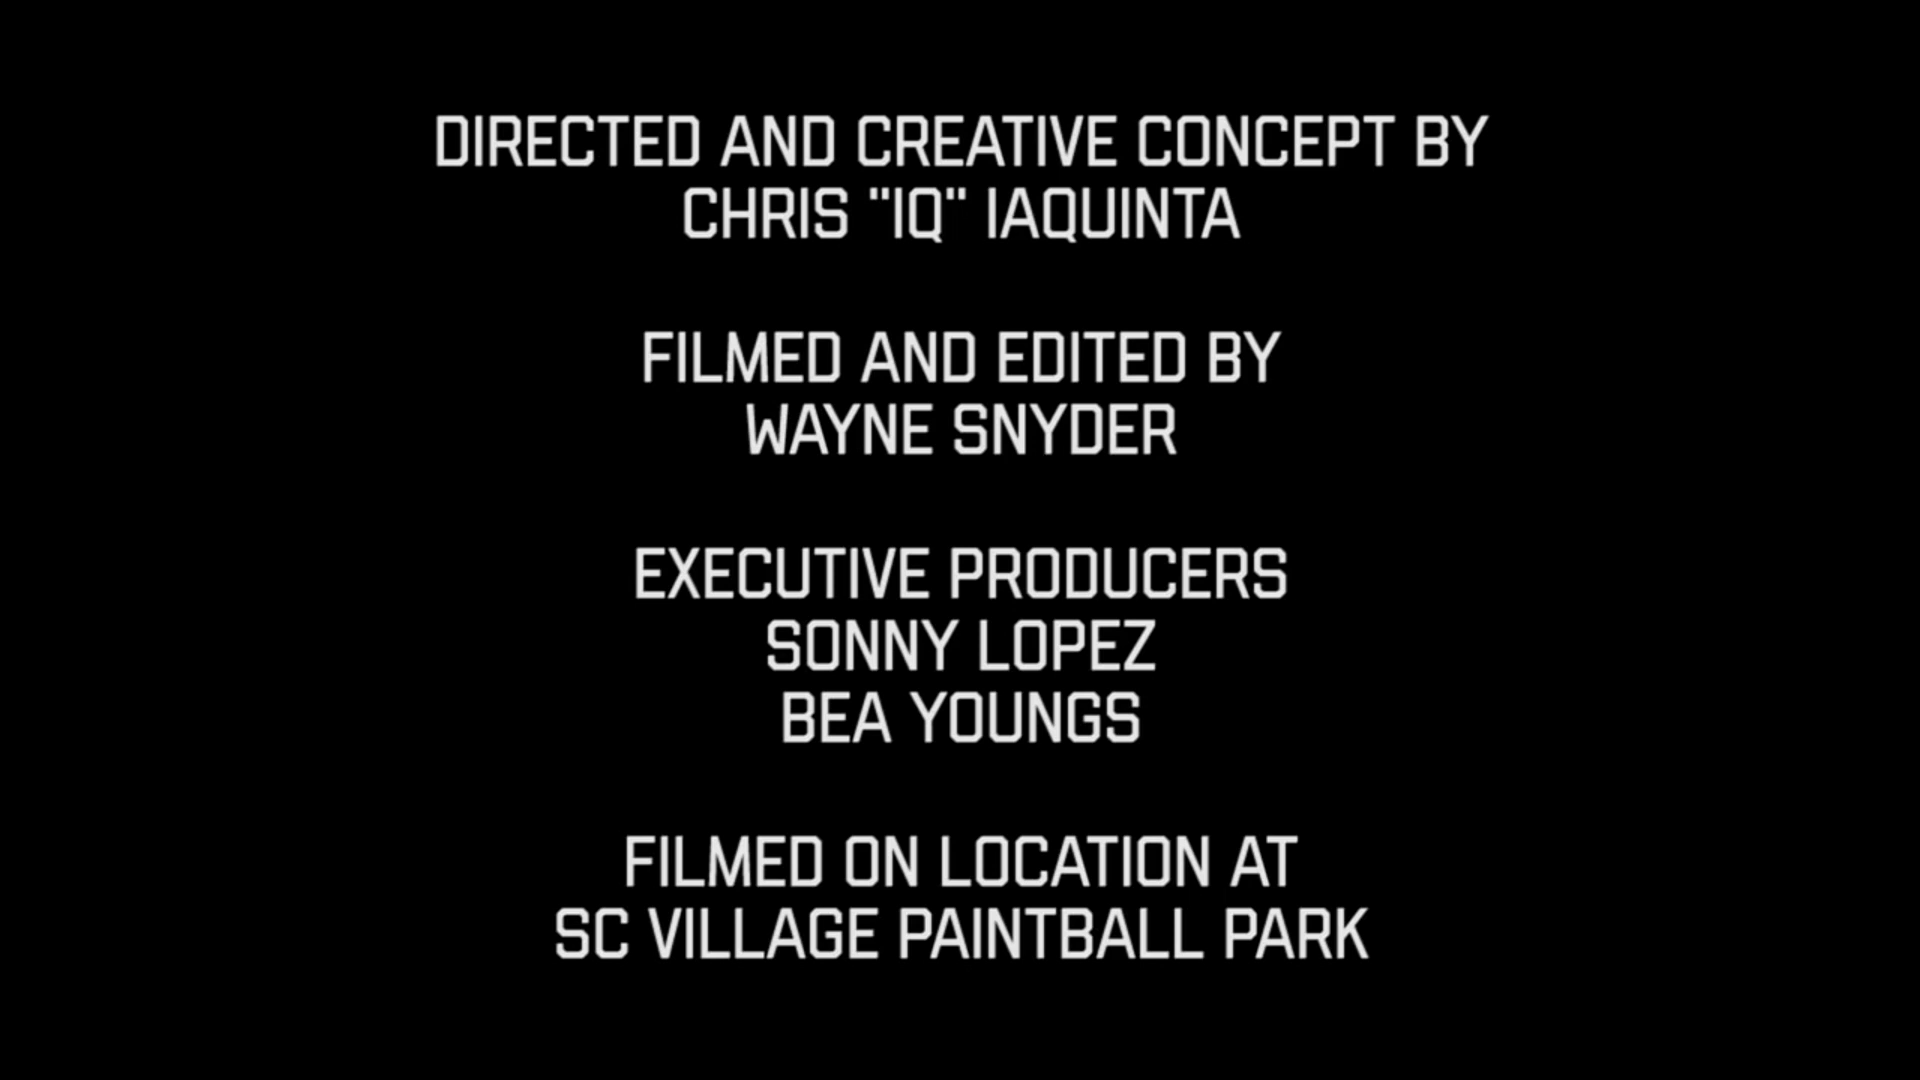 DIRECTED AND CREATIVE CONCEPT BY
CHRIS "IQ" IAQUINTA
FILMED AND EDITED BY
WAYNE SNYDER
EXECUTIVE PRODUCERS
SONNY LOPEZ
BEA YOUNGS
FILMED ON LOCATION AT
SC VILLAGE PAINTBALL PARK